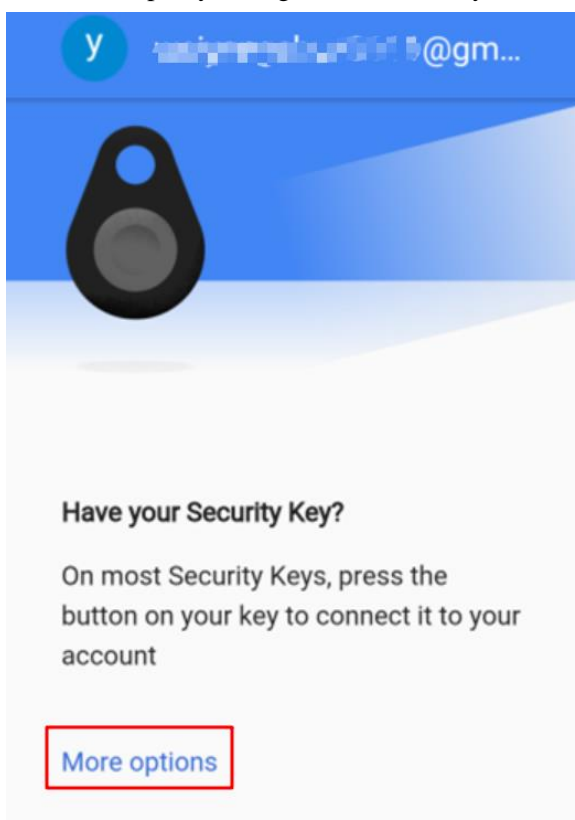 y @gm...
Have your Security Key?
On most Security Keys, press the
button on your key to connect it to your
account
More options